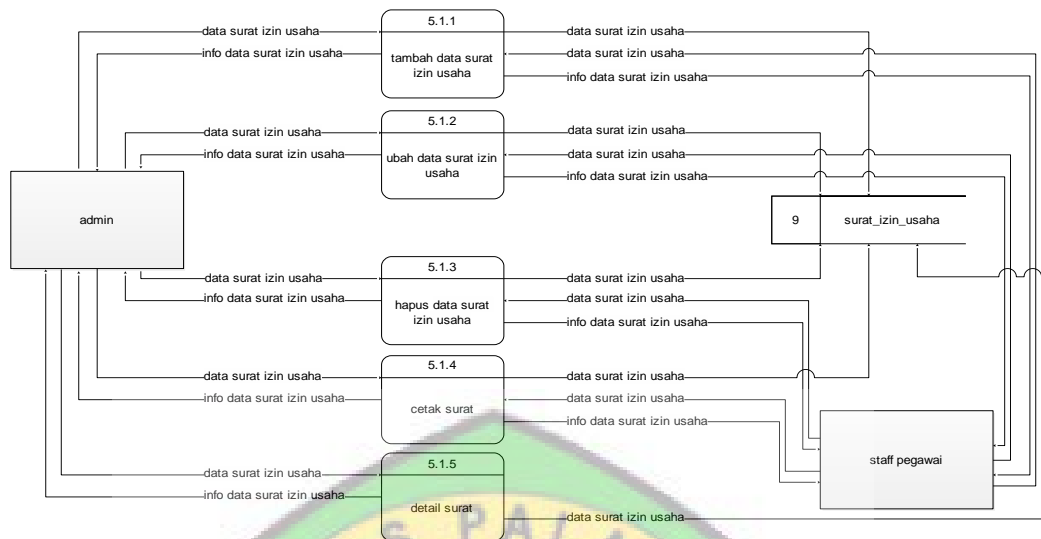 5.1.1
data surat izin usaha
data surat izin usaha
info data surat izin usaha
tambah data surat
izin usaha
data surat izin usaha
info data surat izin usaha
5.1.2
data surat izin usaha
data surat izin usaha
info data surat izin usaha
ubah data surat izin
usaha
data surat izin usaha
info data surat izin usaha
admin
9
surat_izin_usaha
5.1.3
data surat izin usaha
data surat izin usaha
info data surat izin usaha
hapus data surat
izin usaha
data surat izin usaha
info data surat izin usaha
5.1.4
data surat izin usaha
data surat izin usaha
info data surat izin usaha
cetak surat
data surat izin usaha
info data surat izin usaha
staff pegawai
5.1.5
data surat izin usaha
info data surat izin usaha
detail surat
data surat izin usaha
S PALA